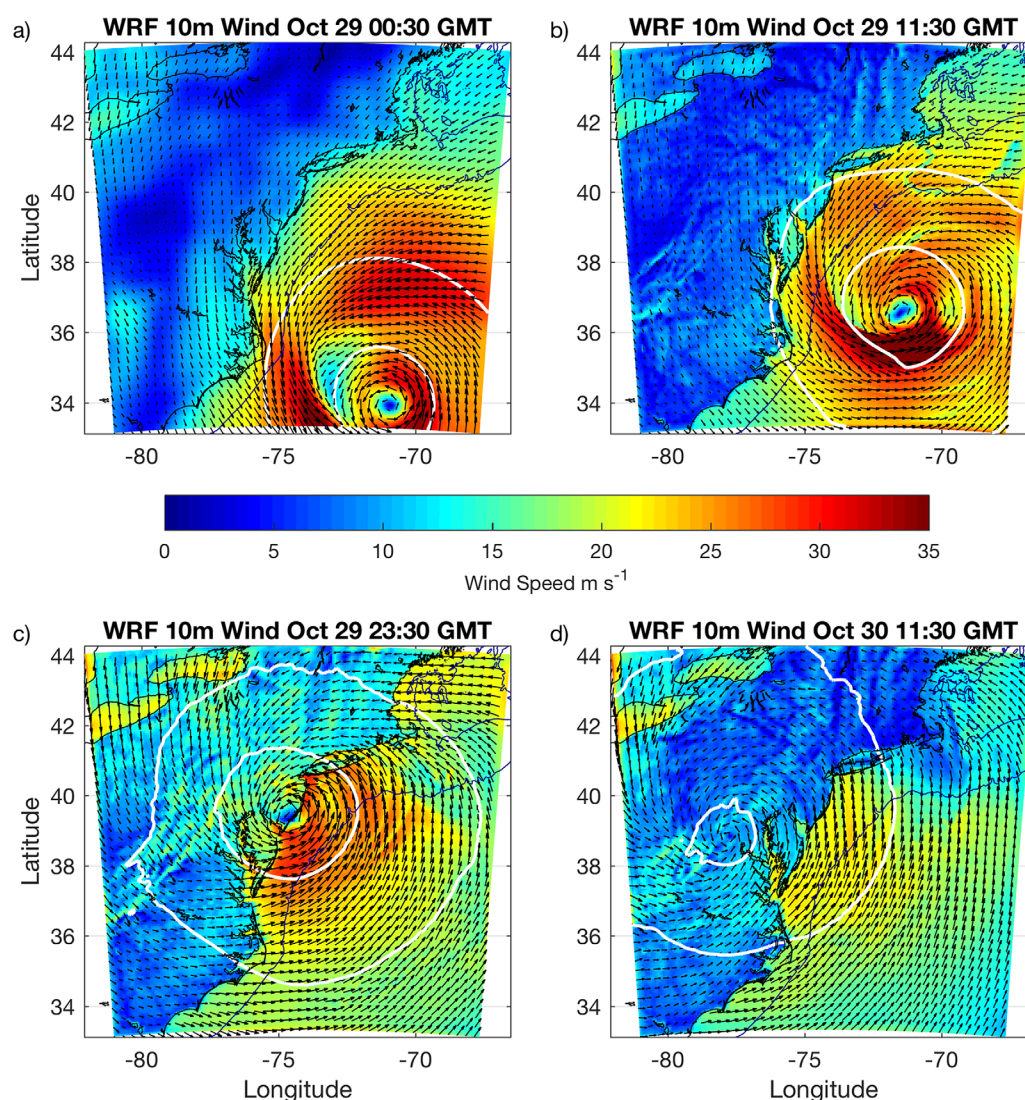 a) WRF 10m Wind Oct 29 00:30 GMT
b) WRF 10m Wind Oct 29 11:30 GMT
44
42
40
38
36
34
Latitude
-80 -75 -70
44
42
40
38
36
34
-80 -75 -70
0 5 10 15 20 25 30 35
Wind Speed m s⁻¹
c) WRF 10m Wind Oct 29 23:30 GMT
d) WRF 10m Wind Oct 30 11:30 GMT
44
42
40
38
36
34
Latitude
-80 -75 -70
Longitude
44
42
40
38
36
34
-80 -75 -70
Longitude